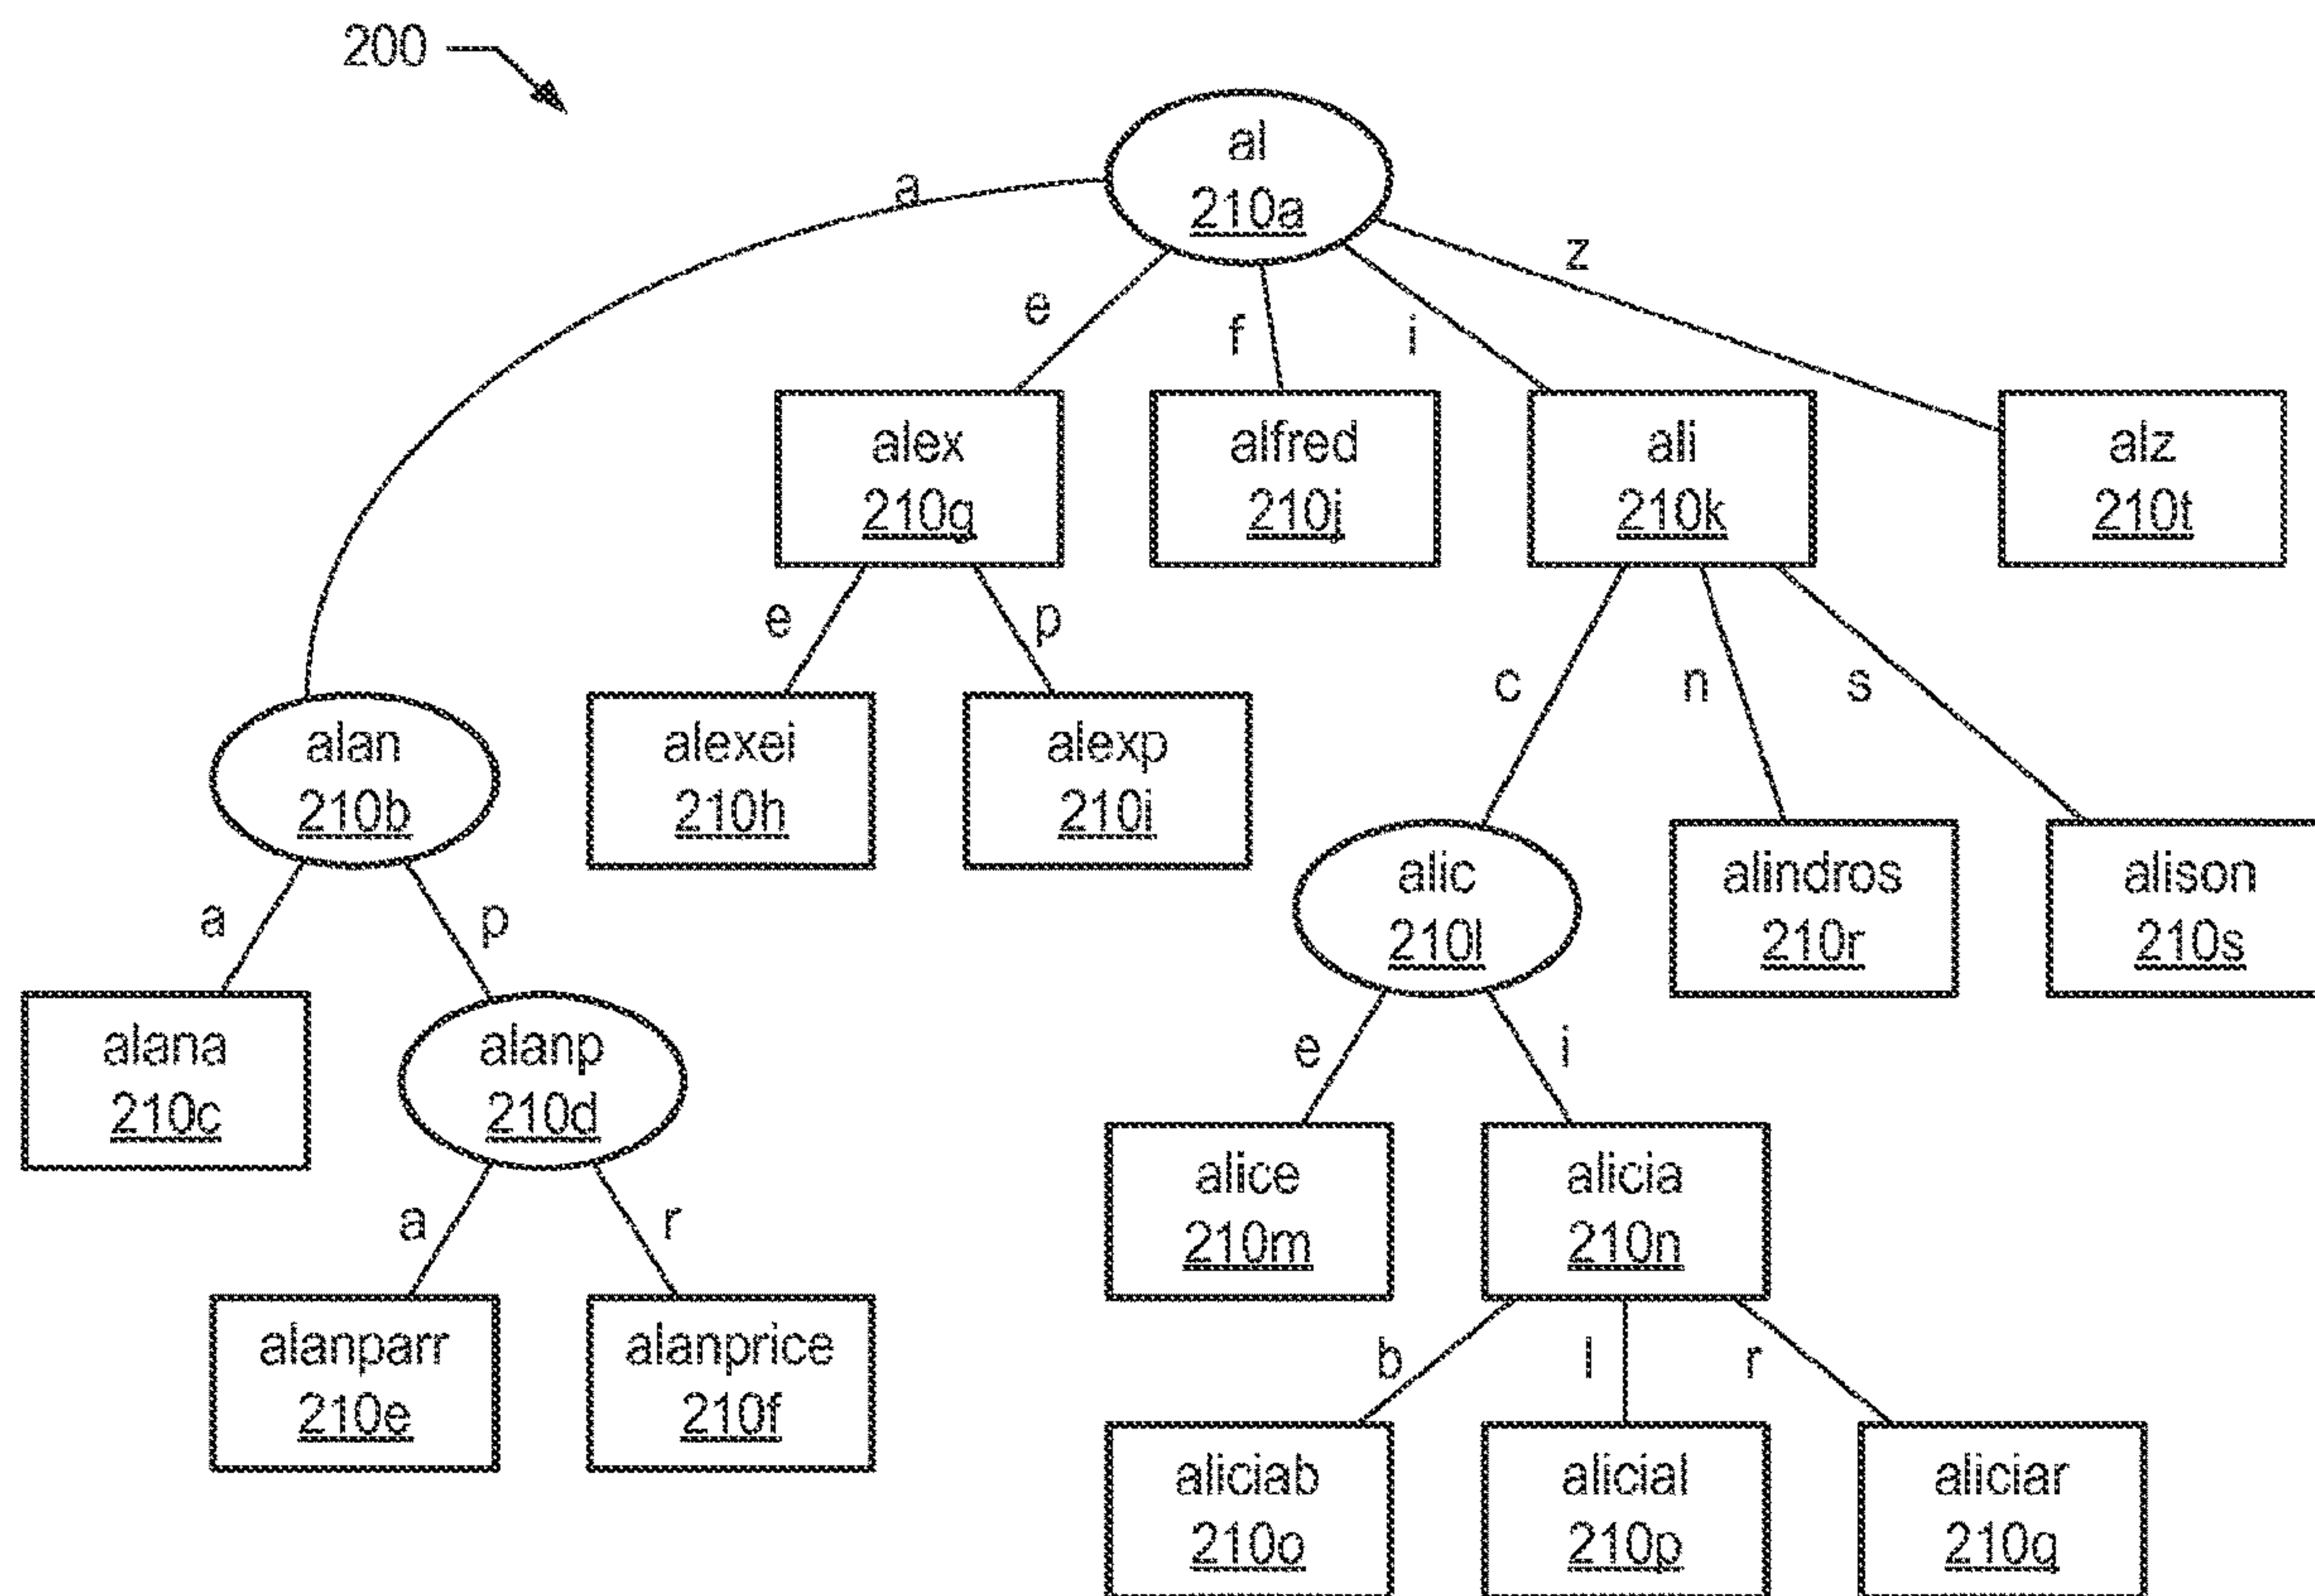 200
al
210a
a
e
f
i
z
alex
210g
alfred
210j
ali
210k
alz
210t
e
p
c
n
s
alan
210b
alexei
210h
alexp
210i
alic
210l
alindros
210r
alison
210s
a
p
e
i
alana
210c
alanp
210d
alice
210m
alicia
210n
a
r
b
l
r
alanparr
210e
alanprice
210f
aliciab
210o
alicial
210p
aliciar
210q